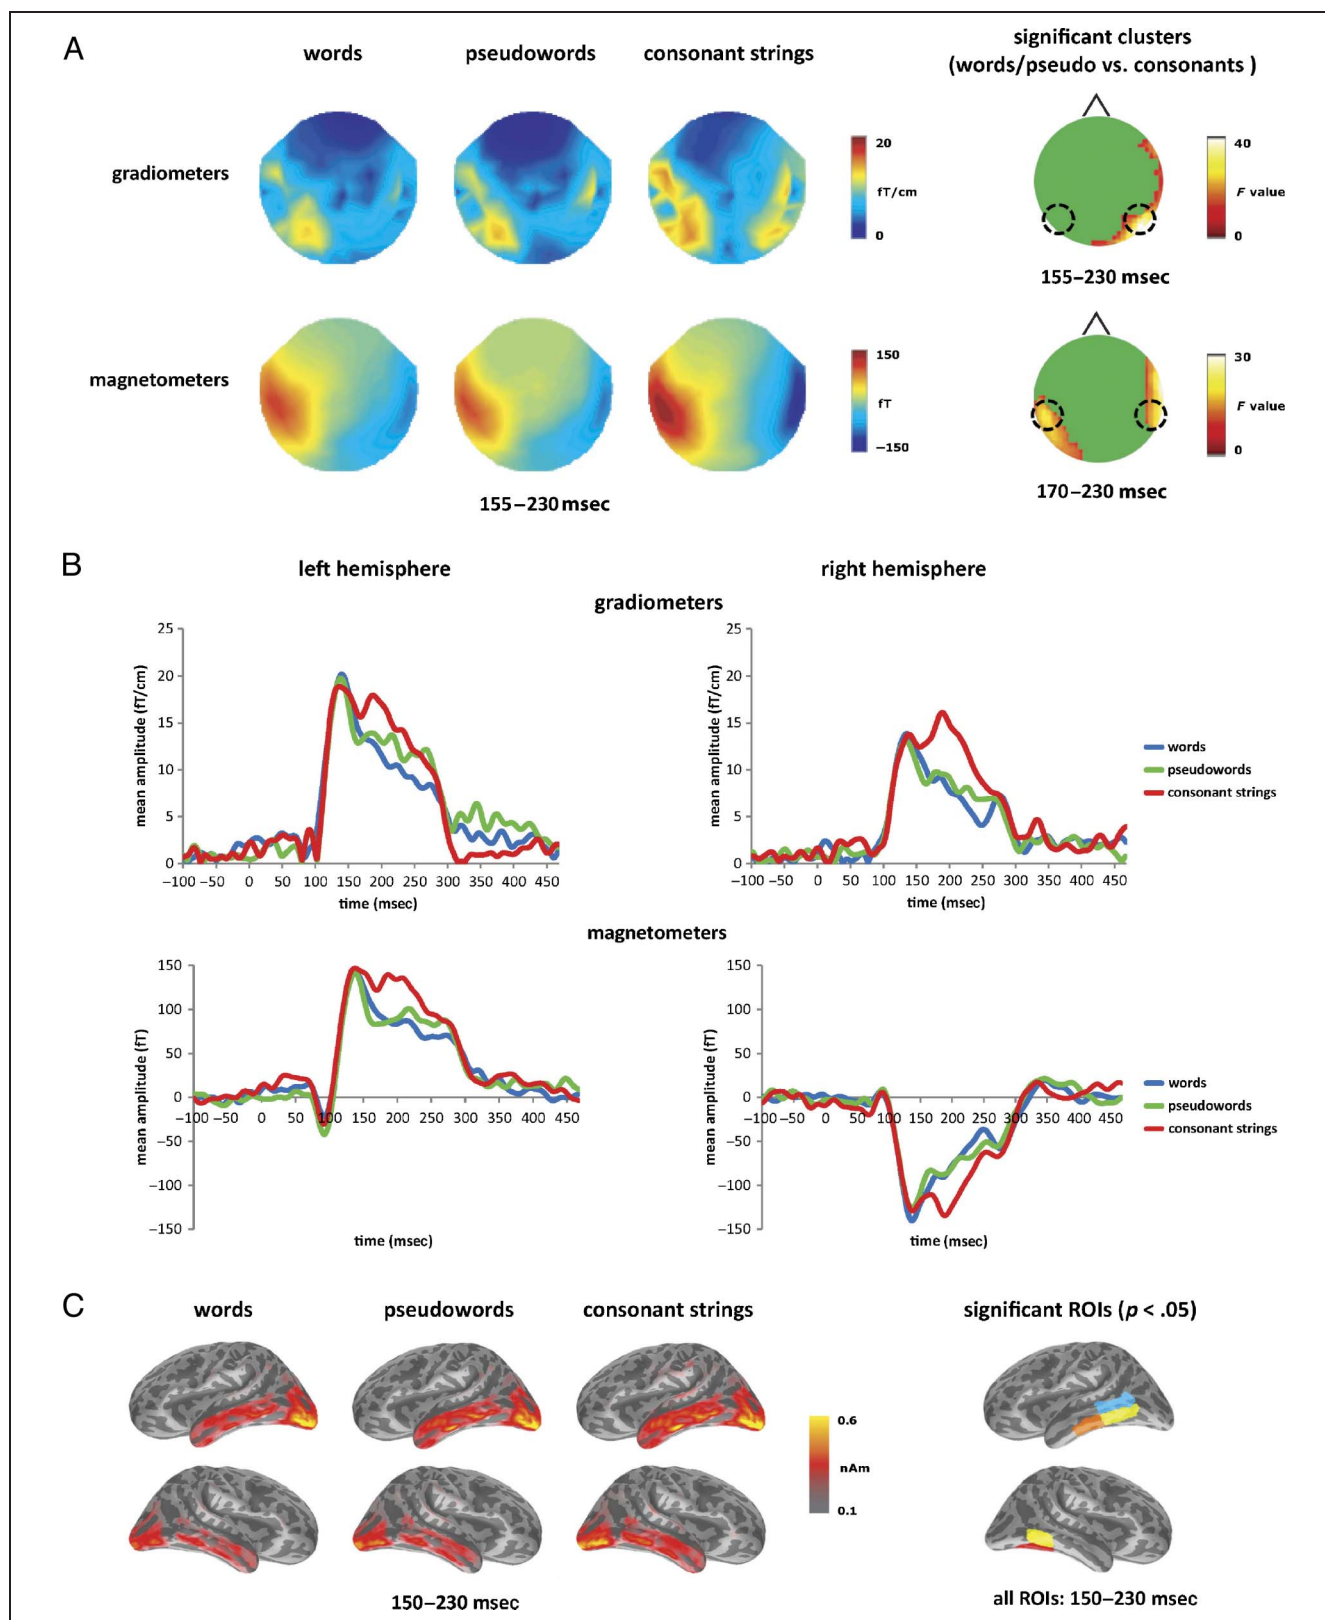 A
words pseudowords consonant strings
significant clusters
(words/pseudo vs. consonants )
gradiometers
20
fT/cm
0
40
F value
0
155–230 msec
magnetometers
150
fT
–150
30
F value
0
155–230 msec
170–230 msec
B
left hemisphere right hemisphere
gradiometers
mean amplitude (fT/cm)
25
20
15
10
5
0
–100 –50 0 50 100 150 200 250 300 350 400 450
time (msec)
mean amplitude (fT/cm)
25
20
15
10
5
0
–100 –50 0 50 100 150 200 250 300 350 400 450
time (msec)
words
pseudowords
consonant strings
magnetometers
mean amplitude (fT)
150
100
50
0
–50
–100
–150
–100 –50 0 50 100 150 200 250 300 350 400 450
time (msec)
mean amplitude (fT)
150
100
50
0
–50
–100
–150
–100 –50 0 50 100 150 200 250 300 350 400 450
time (msec)
words
pseudowords
consonant strings
C
words pseudowords consonant strings significant ROIs (p < .05)
0.6
nAm
0.1
150–230 msec
all ROIs: 150–230 msec